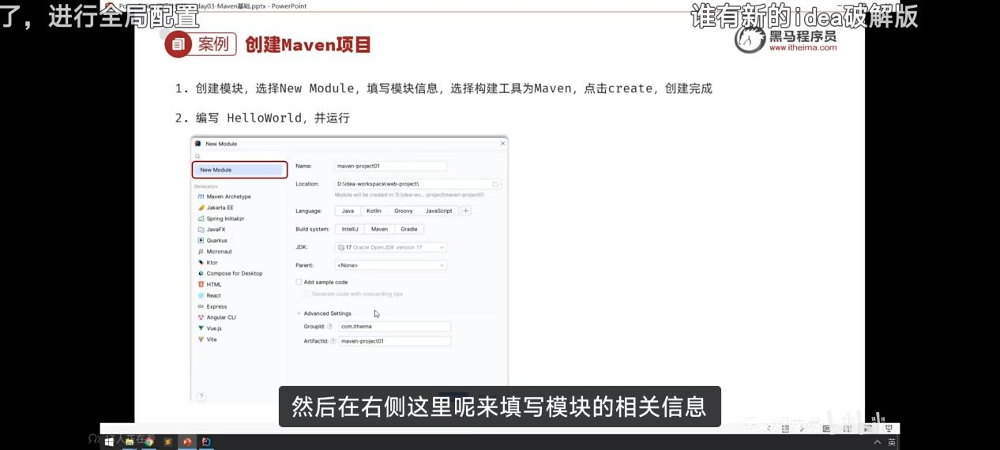 day03-Maven基础.pptx - PowerPoint
了，进行全局配置
谁有新的idea破解版
案例
创建Maven项目
黑马程序员
www.itheima.com
1. 创建模块，选择New Module，填写模块信息，选择构建工具为Maven，点击create，创建完成
2. 编写 HelloWorld，并运行
New Module
New Module
Generators
Maven Archetype
Jakarta EE
Spring Initializr
JavaFX
Quarkus
Micronaut
Ktor
Compose for Desktop
HTML
React
Express
Angular CLI
Vue.js
Vite
Name: maven-project01
Location: D:\idea-workspace\web-project\
Module will be created in: D:\idea-wo...-project\maven-project01
Language: Java Kotlin Groovy JavaScript +
Build system: IntelliJ Maven Gradle
JDK: 17 Oracle OpenJDK version 17
Parent: <None>
Add sample code
Generate code with onboarding tips
Advanced Settings
GroupId: ? com.itheima
ArtifactId: ? maven-project01
?
然后在右侧这里呢来填写模块的相关信息
人正在看
英